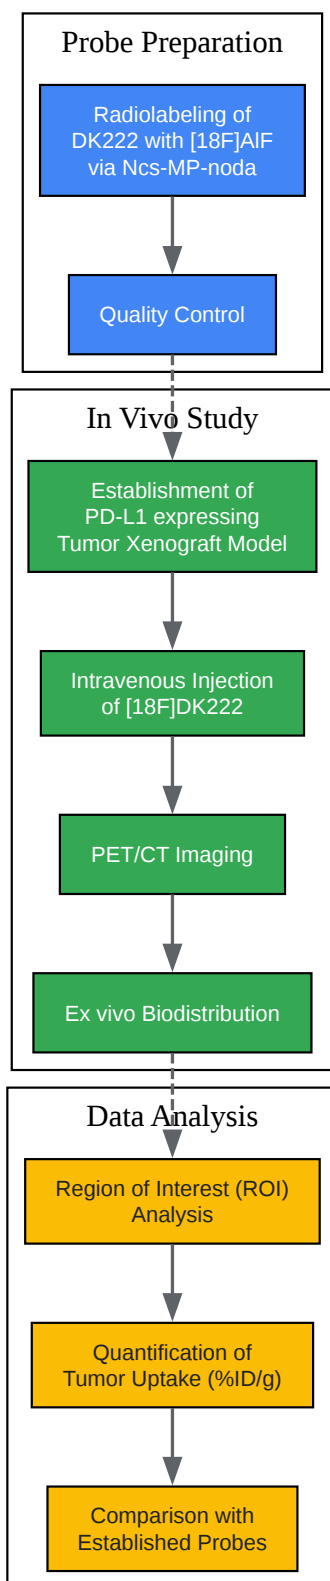 Probe Preparation
Radiolabeling of
DK222 with [18F]AlF
via Ncs-MP-noda
Quality Control
In Vivo Study
Establishment of
PD-L1 expressing
Tumor Xenograft Model
Intravenous Injection
of [18F]DK222
PET/CT Imaging
Ex vivo Biodistribution
Data Analysis
Region of Interest (ROI)
Analysis
Quantification of
Tumor Uptake (%ID/g)
Comparison with
Established Probes